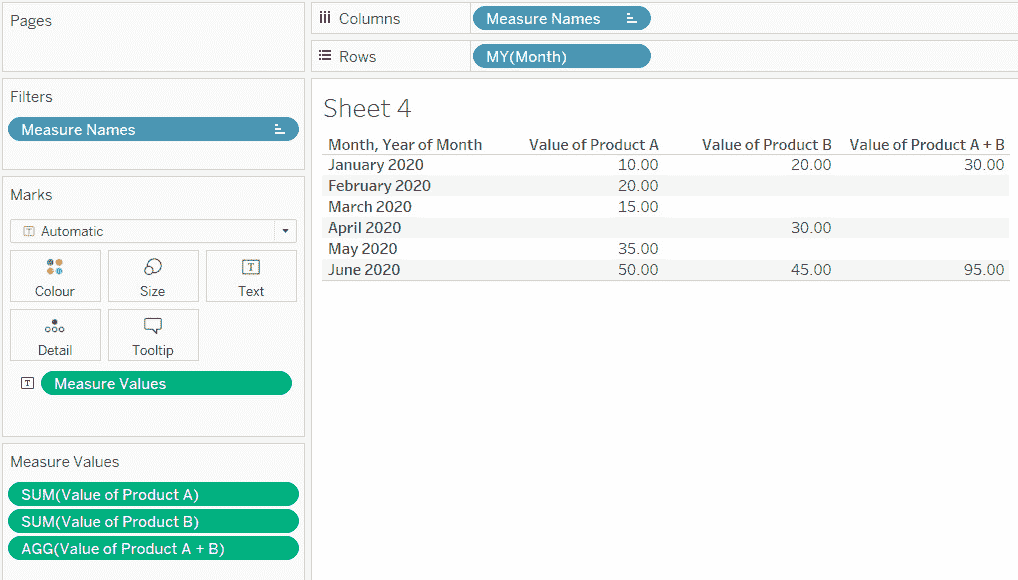 Pages
Columns Measure Names
Rows MY(Month)
Filters
Measure Names
Marks
Automatic
Colour Size Text
Detail Tooltip
Measure Values
Measure Values
SUM(Value of Product A)
SUM(Value of Product B)
AGG(Value of Product A + B)
Sheet 4
Month, Year of Month Value of Product A Value of Product B Value of Product A + B
January 2020 10.00 20.00 30.00
February 2020 20.00
March 2020 15.00
April 2020 30.00
May 2020 35.00
June 2020 50.00 45.00 95.00